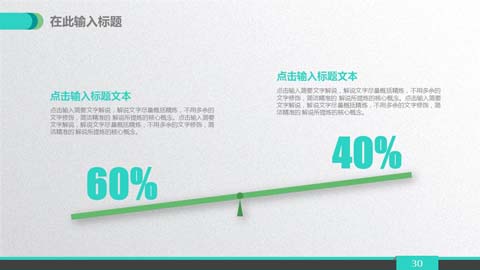 在此输入标题
点击输入标题文本
点击输入简要文字解说，解说文字尽量概括精炼，不用多余的
文字修饰，简洁精准的 解说所提炼的核心概念。点击输入简
要文字解说，解说文字尽量概括精炼，不用多余的文字修饰，简
洁精准的 解说所提炼的核心概念。
点击输入标题文本
点击输入简要文字解说，解说文字尽量概括精炼，不用多余的
文字修饰，简洁精准的 解说所提炼的核心概念。点击输入简要
文字解说，解说文字尽量概括精炼，不用多余的文字修饰，简
洁精准的 解说所提炼的核心概念。
60%
40%
30